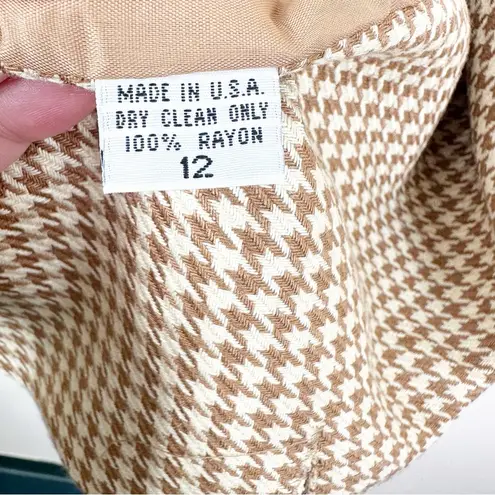 MADE IN U.S.A.
DRY CLEAN ONLY
100% RAYON
12